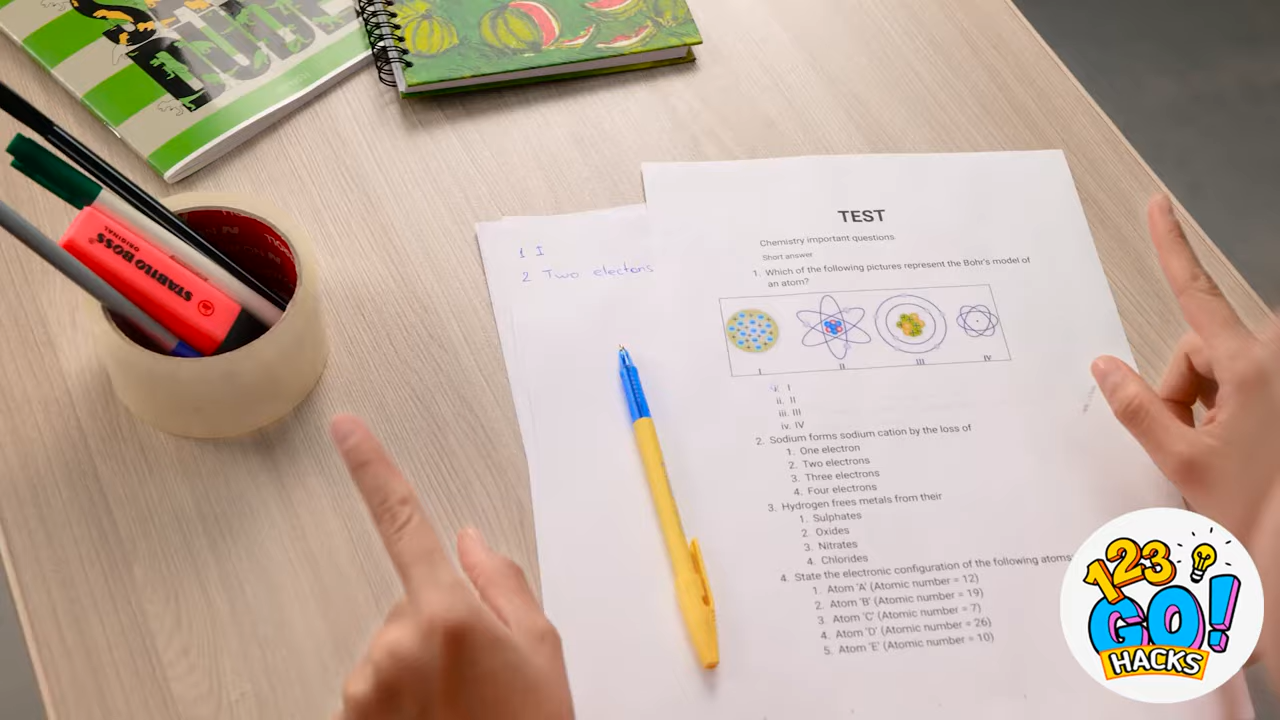 STABILO BOSS
ORIGINAL
1 I
2 Two electons
TEST
Chemistry important questions
Short answer
1. Which of the following pictures represent the Bohr's model of
an atom?
I II III IV
i. I
ii. II
iii. III
iv. IV
2. Sodium forms sodium cation by the loss of
1. One electron
2. Two electrons
3. Three electrons
4. Four electrons
3. Hydrogen frees metals from their
1. Sulphates
2. Oxides
3. Nitrates
4. Chlorides
4. State the electronic configuration of the following atoms:
1. Atom 'A' (Atomic number = 12)
2. Atom 'B' (Atomic number = 19)
3. Atom 'C' (Atomic number = 7)
4. Atom 'D' (Atomic number = 26)
5. Atom 'E' (Atomic number = 10)
123
GO!
HACKS